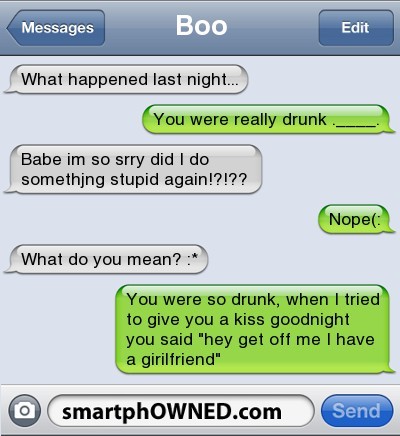 Messages
Boo
Edit
What happened last night...
You were really drunk .____.
Babe im so srry did I do
somethjng stupid again!?!??
Nope(:
What do you mean? :*
You were so drunk, when I tried
to give you a kiss goodnight
you said "hey get off me I have
a girilfriend"
smartphOWNED.com
Send